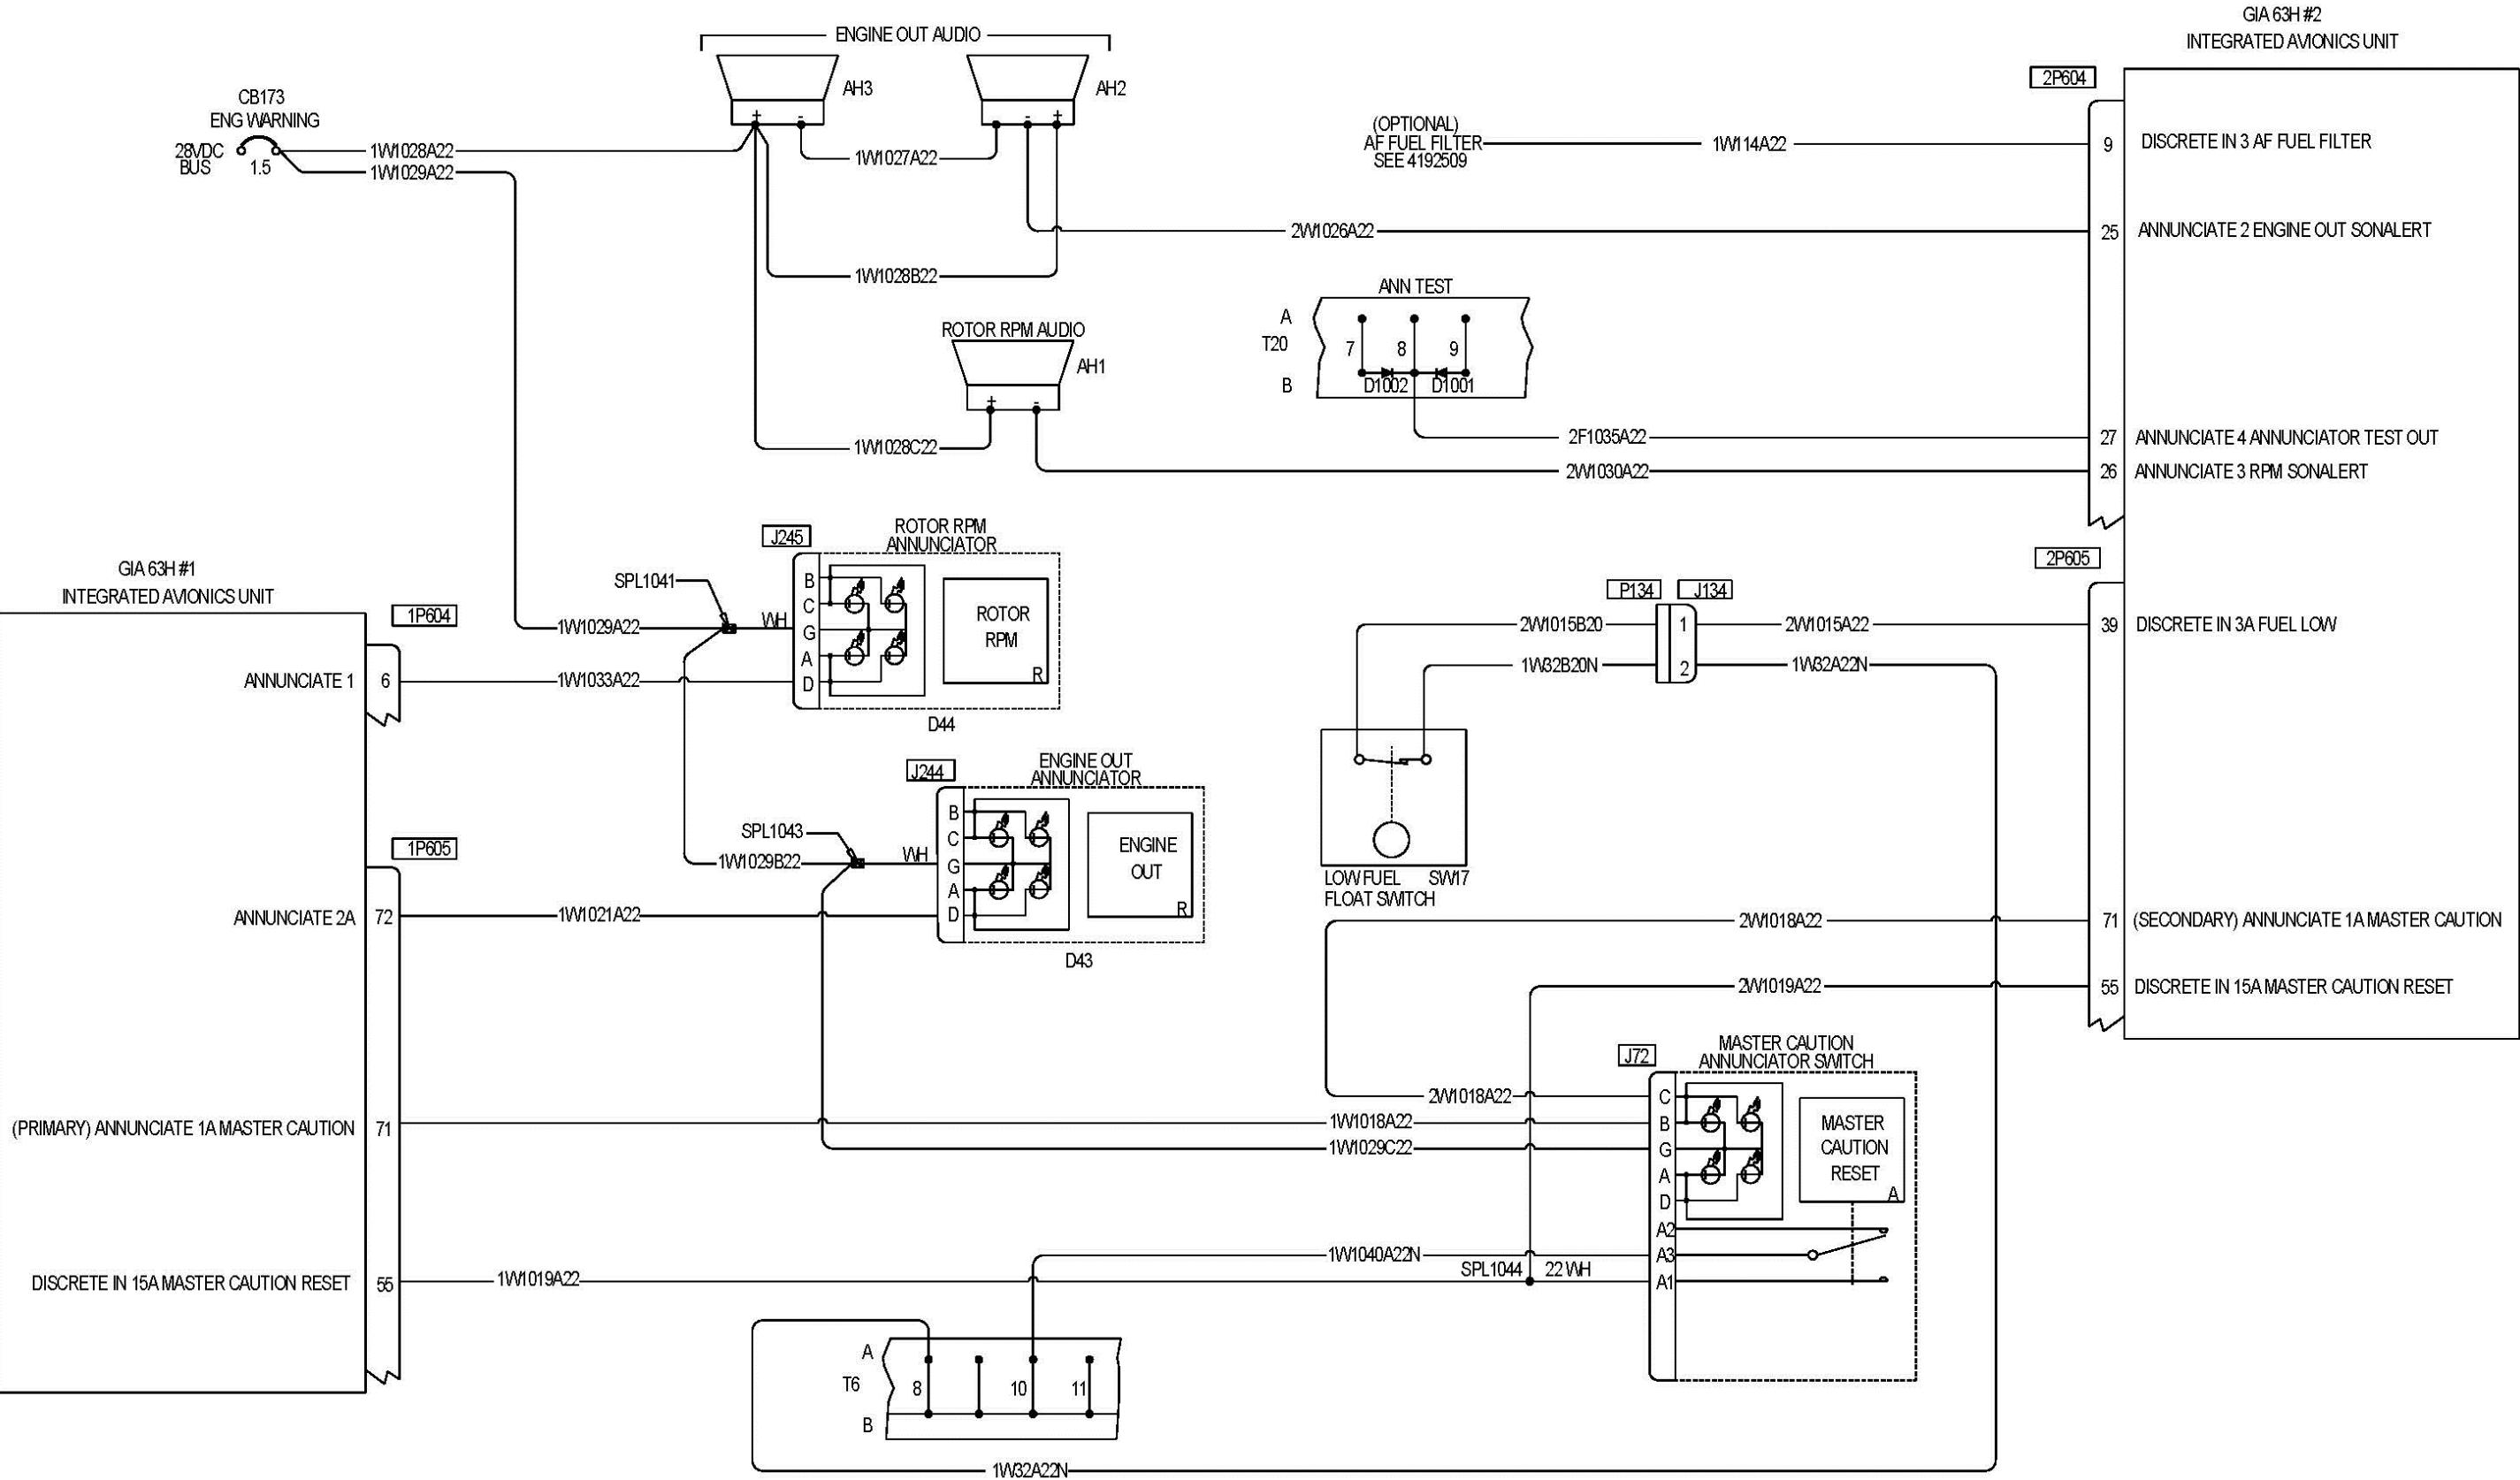 GIA 63H #2
INTEGRATED AVIONICS UNIT
2P604
ENGINE OUT AUDIO
AH3
AH2
CB173
ENG WARNING
28VDC
BUS
1.5
+
-
-
+
1W1028A22
1W1029A22
1W1027A22
(OPTIONAL)
AF FUEL FILTER
SEE 4192509
1W114A22
9
DISCRETE IN 3 AF FUEL FILTER
2W1026A22
25
ANNUNCIATE 2 ENGINE OUT SONALERT
1W1028B22
ANN TEST
A
T20
B
7
8
9
D1002
D1001
ROTOR RPM AUDIO
AH1
+
-
1W1028C22
2F1035A22
27
ANNUNCIATE 4 ANNUNCIATOR TEST OUT
2W1030A22
26
ANNUNCIATE 3 RPM SONALERT
ROTOR RPM
ANNUNCIATOR
J245
2P605
GIA 63H #1
INTEGRATED AVIONICS UNIT
1P604
SPL1041
1W1029A22
WH
B
C
G
A
D
ROTOR
RPM
R
D44
P134
J134
2W1015B20
1
2W1015A22
39
DISCRETE IN 3A FUEL LOW
1W32B20N
2
1W32A22N
ANNUNCIATE 1
6
1W1033A22
ENGINE OUT
ANNUNCIATOR
J244
SPL1043
1W1029B22
WH
B
C
G
A
D
ENGINE
OUT
R
D43
LOW FUEL
FLOAT SWITCH
SW17
1P605
ANNUNCIATE 2A
72
1W1021A22
2W1018A22
71
(SECONDARY) ANNUNCIATE 1A MASTER CAUTION
2W1019A22
55
DISCRETE IN 15A MASTER CAUTION RESET
MASTER CAUTION
ANNUNCIATOR SWITCH
J72
2W1018A22
C
(PRIMARY) ANNUNCIATE 1A MASTER CAUTION
71
1W1018A22
B
1W1029C22
G
A
D
A2
A3
A1
MASTER
CAUTION
RESET
A
1W1040A22N
SPL1044
22 WH
DISCRETE IN 15A MASTER CAUTION RESET
55
1W1019A22
A
T6
B
8
10
11
1W32A22N